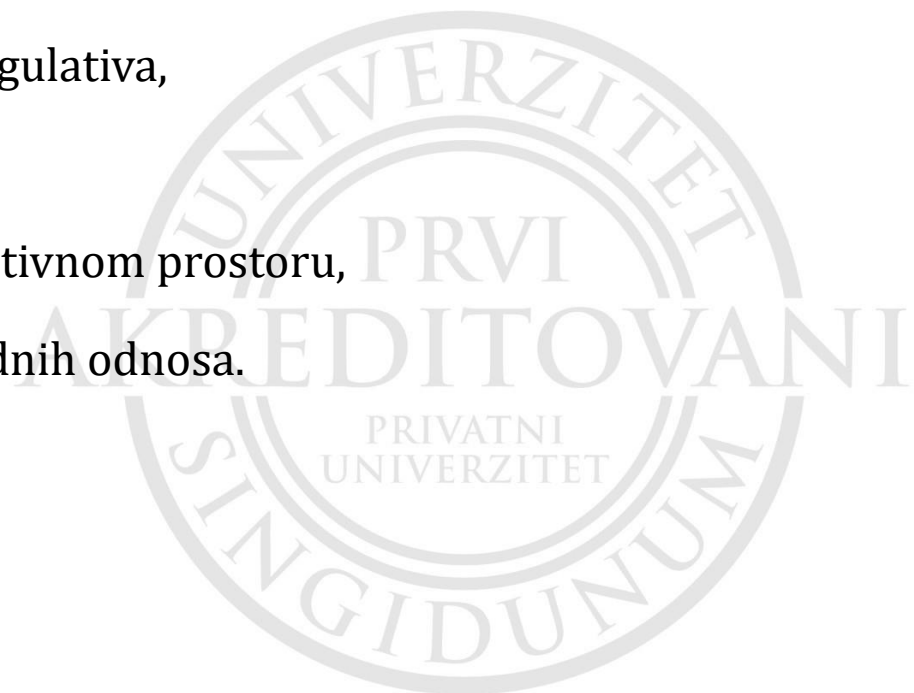 gulativa,
tivnom prostoru,
dnih odnosa.
UNIVERZITET
PRVI
AKREDITOVANI
PRIVATNI
UNIVERZITET
SINGIDUNUM